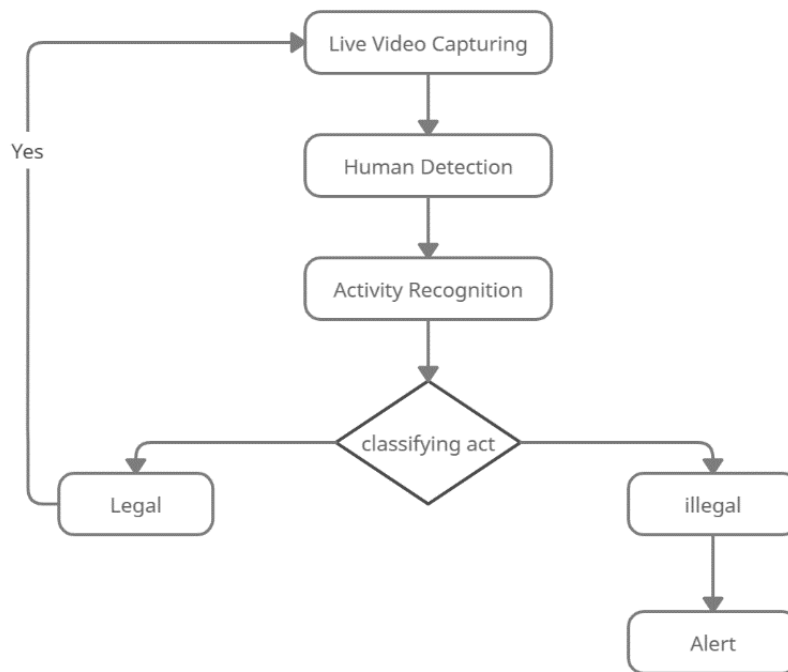 Live Video Capturing
Yes
Human Detection
Activity Recognition
classifying act
Legal
illegal
Alert